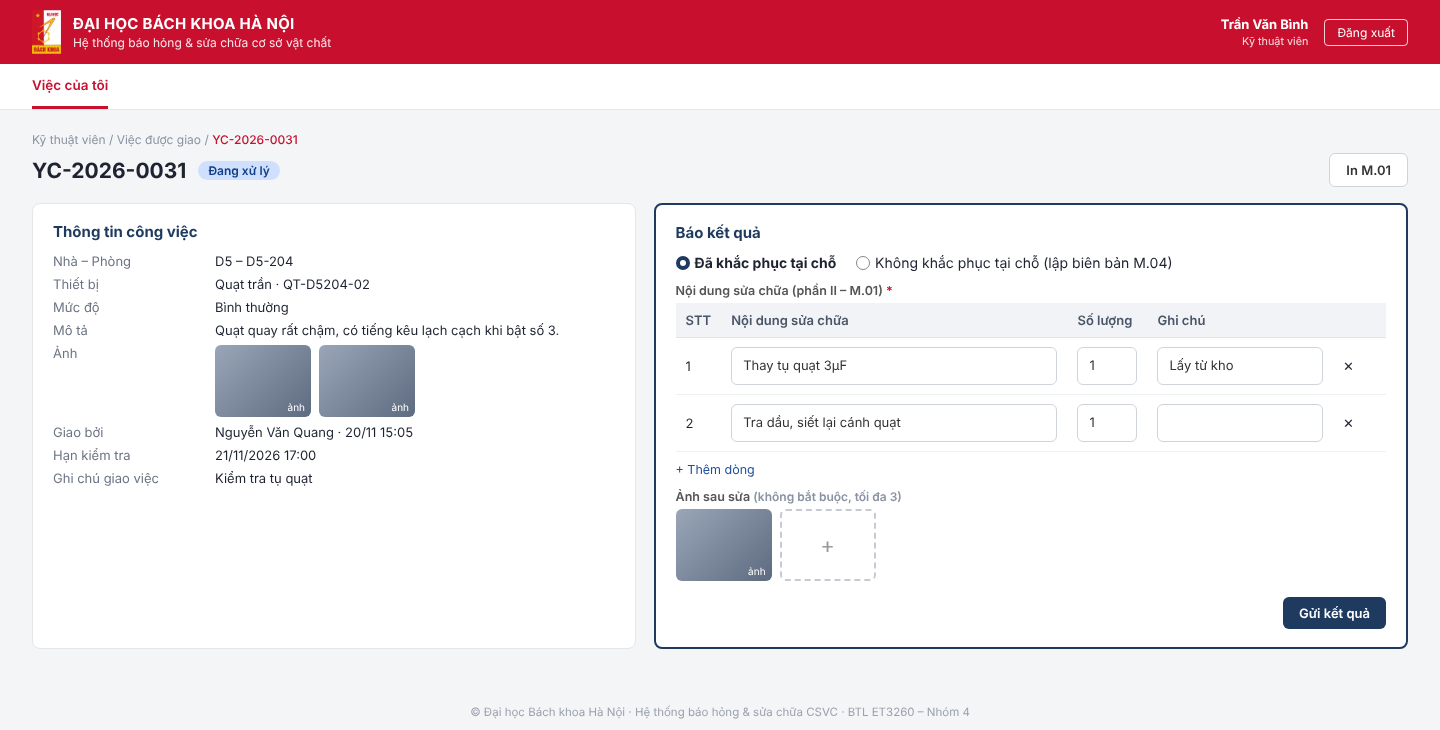 ĐẠI HỌC BÁCH KHOA HÀ NỘI
Hệ thống báo hỏng & sửa chữa cơ sở vật chất
Trần Văn Bình
Kỹ thuật viên
Đăng xuất
BÁCH KHOA
Việc của tôi
Kỹ thuật viên / Việc được giao / YC-2026-0031
YC-2026-0031
Đang xử lý
In M.01
Thông tin công việc
Nhà – Phòng D5 – D5-204
Thiết bị Quạt trần · QT-D5204-02
Mức độ Bình thường
Mô tả Quạt quay rất chậm, có tiếng kêu lạch cạch khi bật số 3.
Ảnh
ảnh ảnh
Giao bởi Nguyễn Văn Quang · 20/11 15:05
Hạn kiểm tra 21/11/2026 17:00
Ghi chú giao việc Kiểm tra tụ quạt
Báo kết quả
Đã khắc phục tại chỗ Không khắc phục tại chỗ (lập biên bản M.04)
Nội dung sửa chữa (phần II – M.01) *
STT Nội dung sửa chữa Số lượng Ghi chú
1 Thay tụ quạt 3µF 1 Lấy từ kho ✕
2 Tra dầu, siết lại cánh quạt 1 ✕
+ Thêm dòng
Ảnh sau sửa (không bắt buộc, tối đa 3)
ảnh +
Gửi kết quả
© Đại học Bách khoa Hà Nội · Hệ thống báo hỏng & sửa chữa CSVC · BTL ET3260 – Nhóm 4